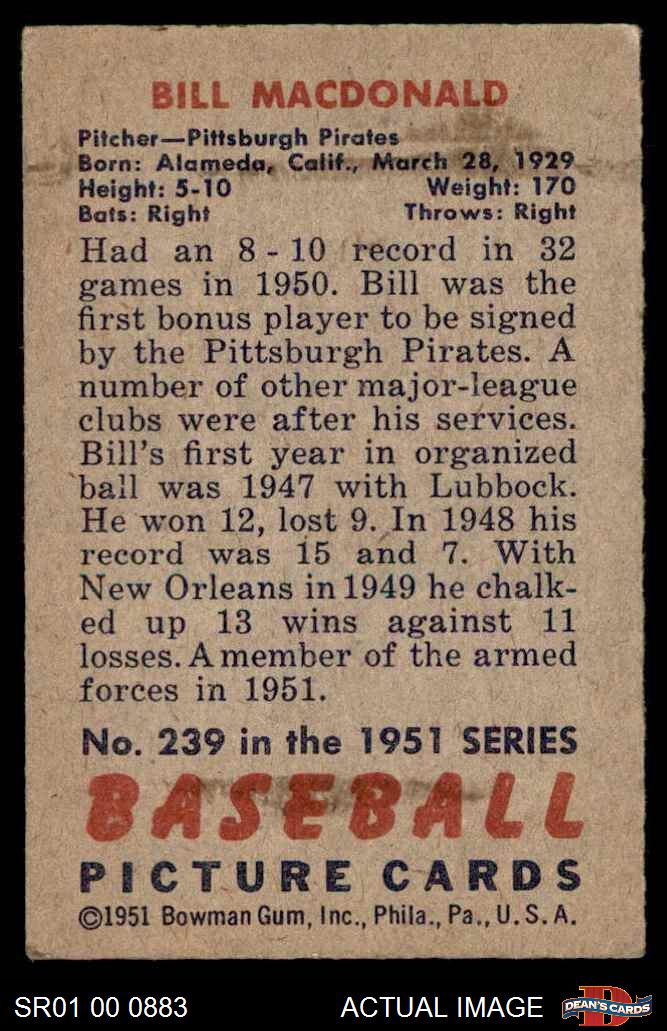 BILL MACDONALD
Pitcher—Pittsburgh Pirates
Born: Alameda, Calif., March 28, 1929
Height: 5-10 Weight: 170
Bats: Right Throws: Right
Had an 8-10 record in 32
games in 1950. Bill was the
first bonus player to be signed
by the Pittsburgh Pirates. A
number of other major-league
clubs were after his services.
Bill's first year in organized
ball was 1947 with Lubbock.
He won 12, lost 9. In 1948 his
record was 15 and 7. With
New Orleans in 1949 he chalk-
ed up 13 wins against 11
losses. A member of the armed
forces in 1951.
No. 239 in the 1951 SERIES
BASEBALL
PICTURE CARDS
©1951 Bowman Gum, Inc., Phila., Pa., U.S.A.
SR01 00 0883 ACTUAL IMAGE D DEAN'S CARDS